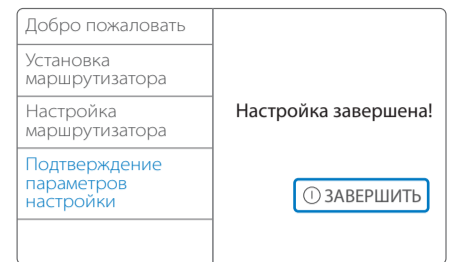 Добро пожаловать
Установка
маршрутизатора
Настройка
маршрутизатора
Подтверждение
параметров
настройки
Настройка завершена!
ЗАВЕРШИТЬ